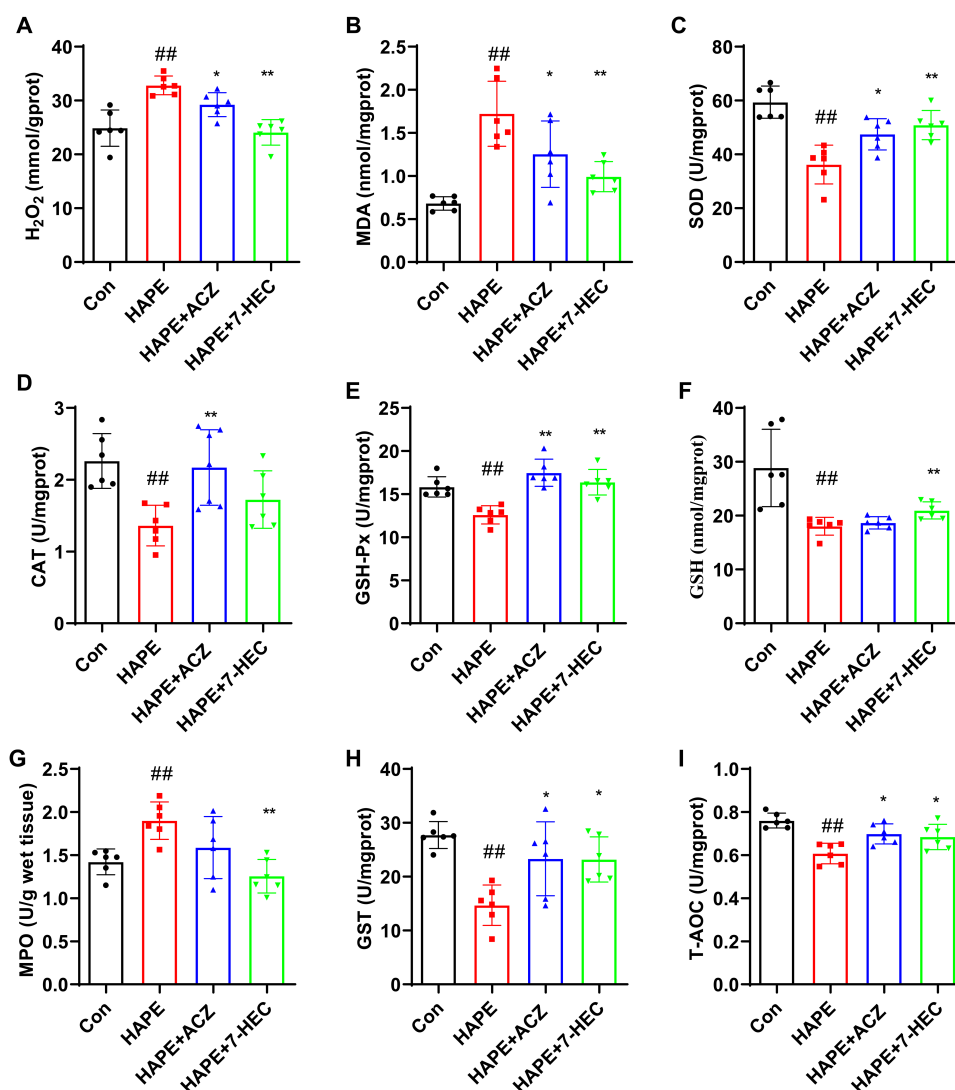 A
H2O2 (nmol/gprot)
40
30
20
10
0
##
*
**
Con
HAPE
HAPE+ACZ
HAPE+7-HEC
B
MDA (nmol/mgprot)
2.5
2.0
1.5
1.0
0.5
0.0
##
*
**
Con
HAPE
HAPE+ACZ
HAPE+7-HEC
C
SOD (U/mgprot)
80
60
40
20
0
##
*
**
Con
HAPE
HAPE+ACZ
HAPE+7-HEC
D
CAT (U/mgprot)
3
2
1
0
##
**
Con
HAPE
HAPE+ACZ
HAPE+7-HEC
E
GSH-Px (U/mgprot)
25
20
15
10
5
0
##
**
**
Con
HAPE
HAPE+ACZ
HAPE+7-HEC
F
GSH (nmol/mgprot)
40
30
20
10
0
##
**
Con
HAPE
HAPE+ACZ
HAPE+7-HEC
G
MPO (U/g wet tissue)
2.5
2.0
1.5
1.0
0.5
0.0
##
**
Con
HAPE
HAPE+ACZ
HAPE+7-HEC
H
GST (U/mgprot)
40
30
20
10
0
##
*
*
Con
HAPE
HAPE+ACZ
HAPE+7-HEC
I
T-AOC (U/mgprot)
1.0
0.8
0.6
0.4
0.2
0.0
##
*
*
Con
HAPE
HAPE+ACZ
HAPE+7-HEC